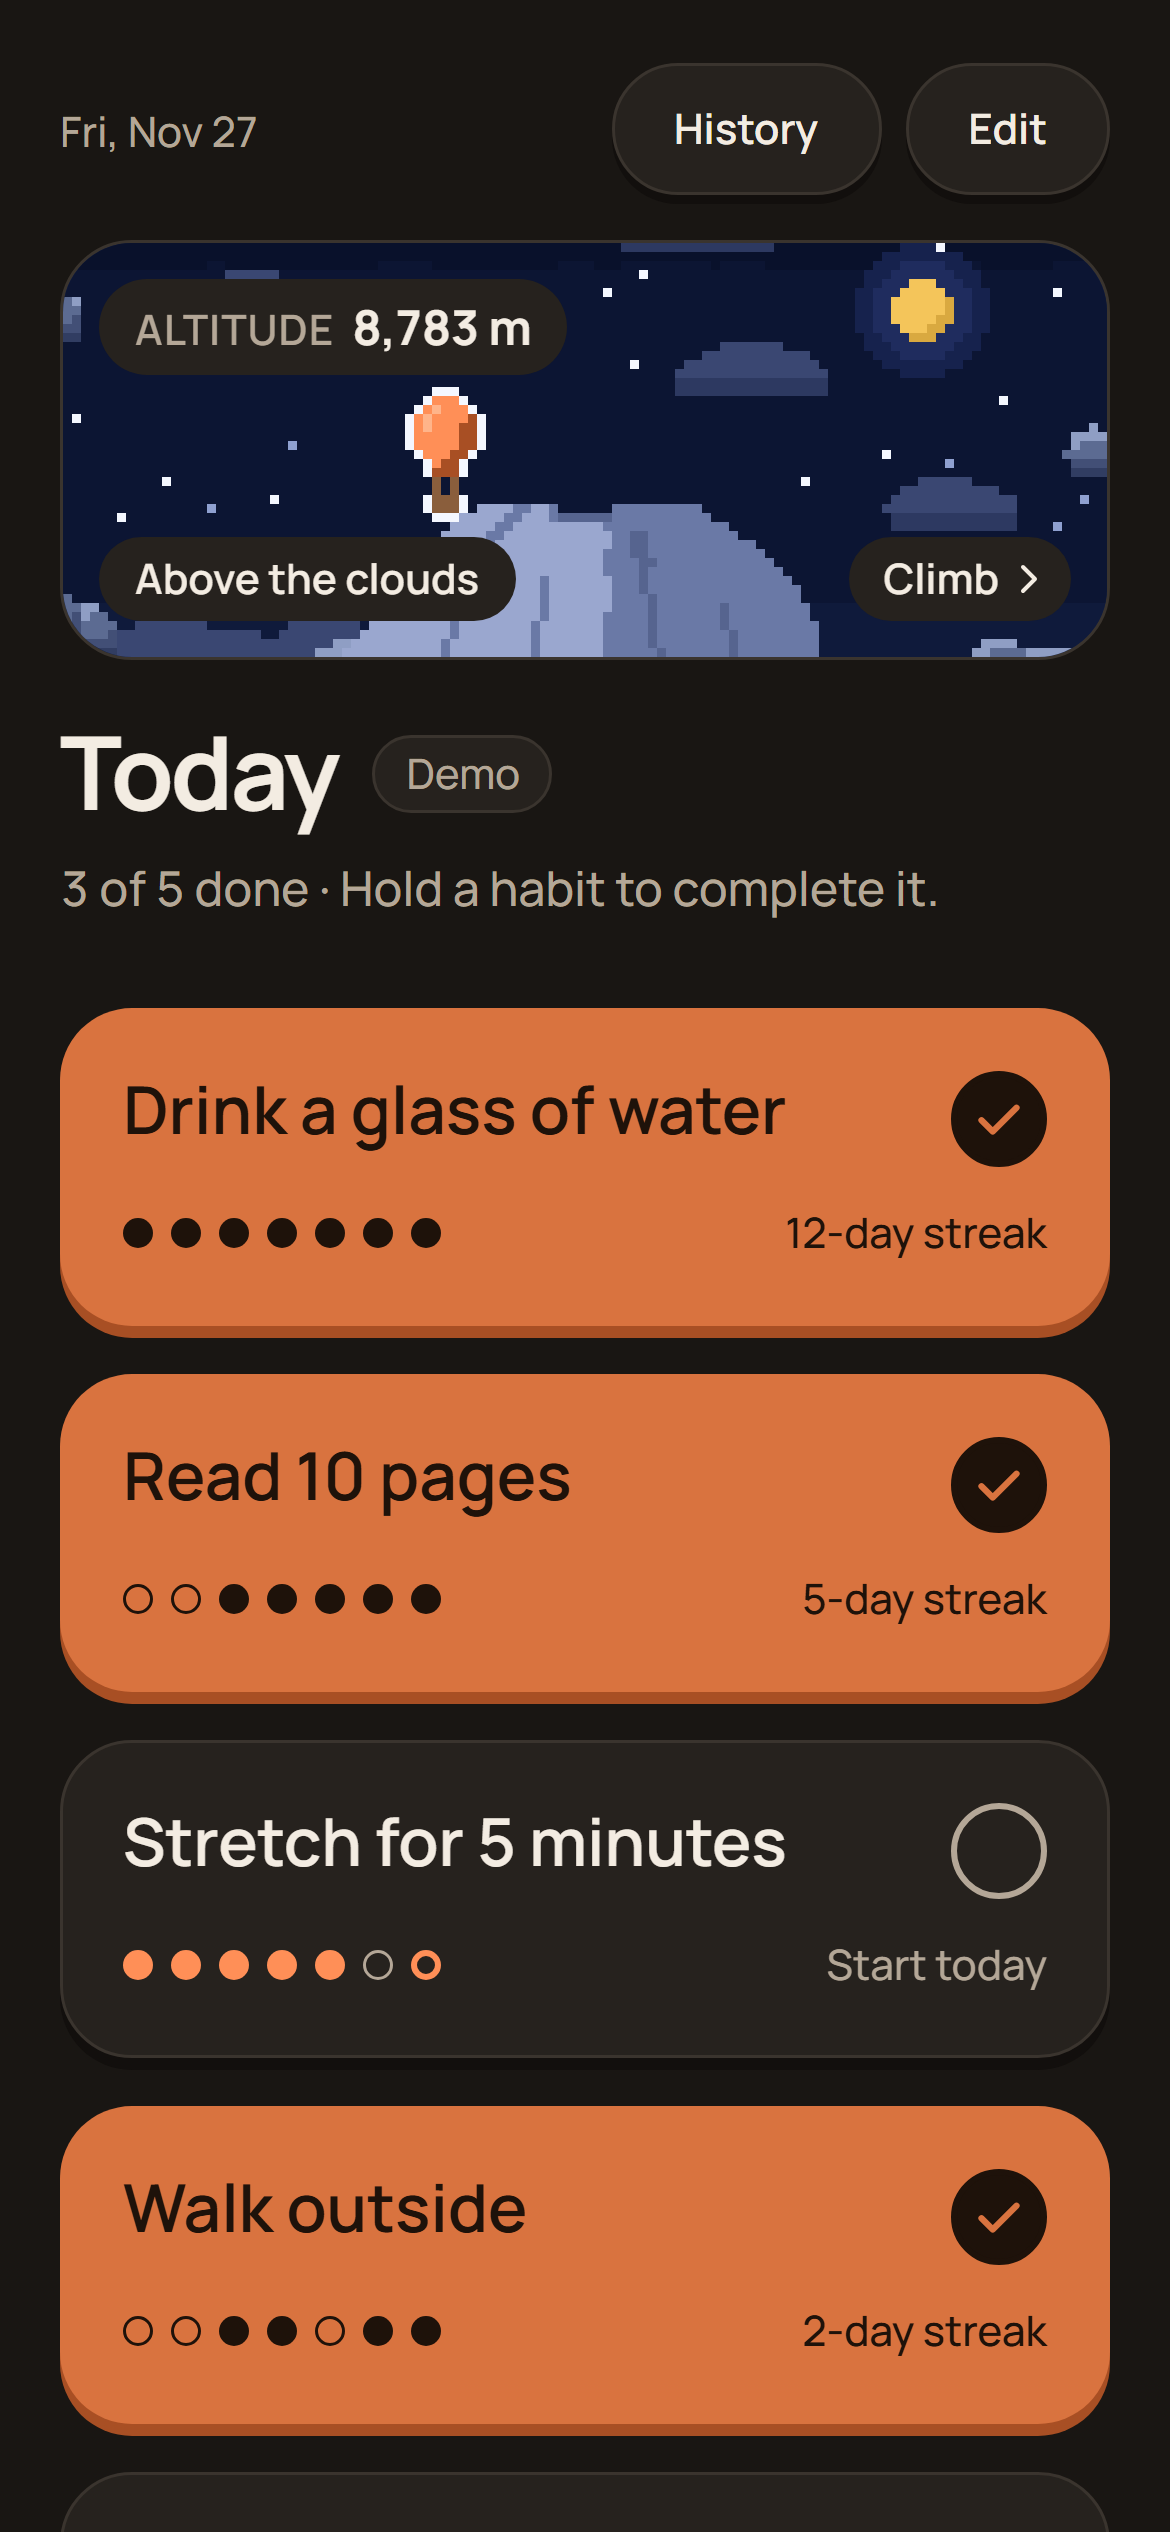 Fri, Nov 27
History
Edit
ALTITUDE 8,783 m
Above the clouds
Climb
Today
Demo
3 of 5 done · Hold a habit to complete it.
Drink a glass of water
12-day streak
Read 10 pages
5-day streak
Stretch for 5 minutes
Start today
Walk outside
2-day streak